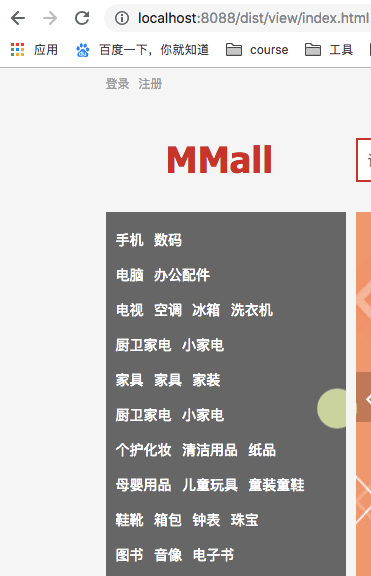 localhost:8088/dist/view/index.html
应用 百度一下，你就知道 course 工具
登录 注册
MMall
手机 数码
电脑 办公配件
电视 空调 冰箱 洗衣机
厨卫家电 小家电
家具 家具 家装
厨卫家电 小家电
个护化妆 清洁用品 纸品
母婴用品 儿童玩具 童装童鞋
鞋靴 箱包 钟表 珠宝
图书 音像 电子书